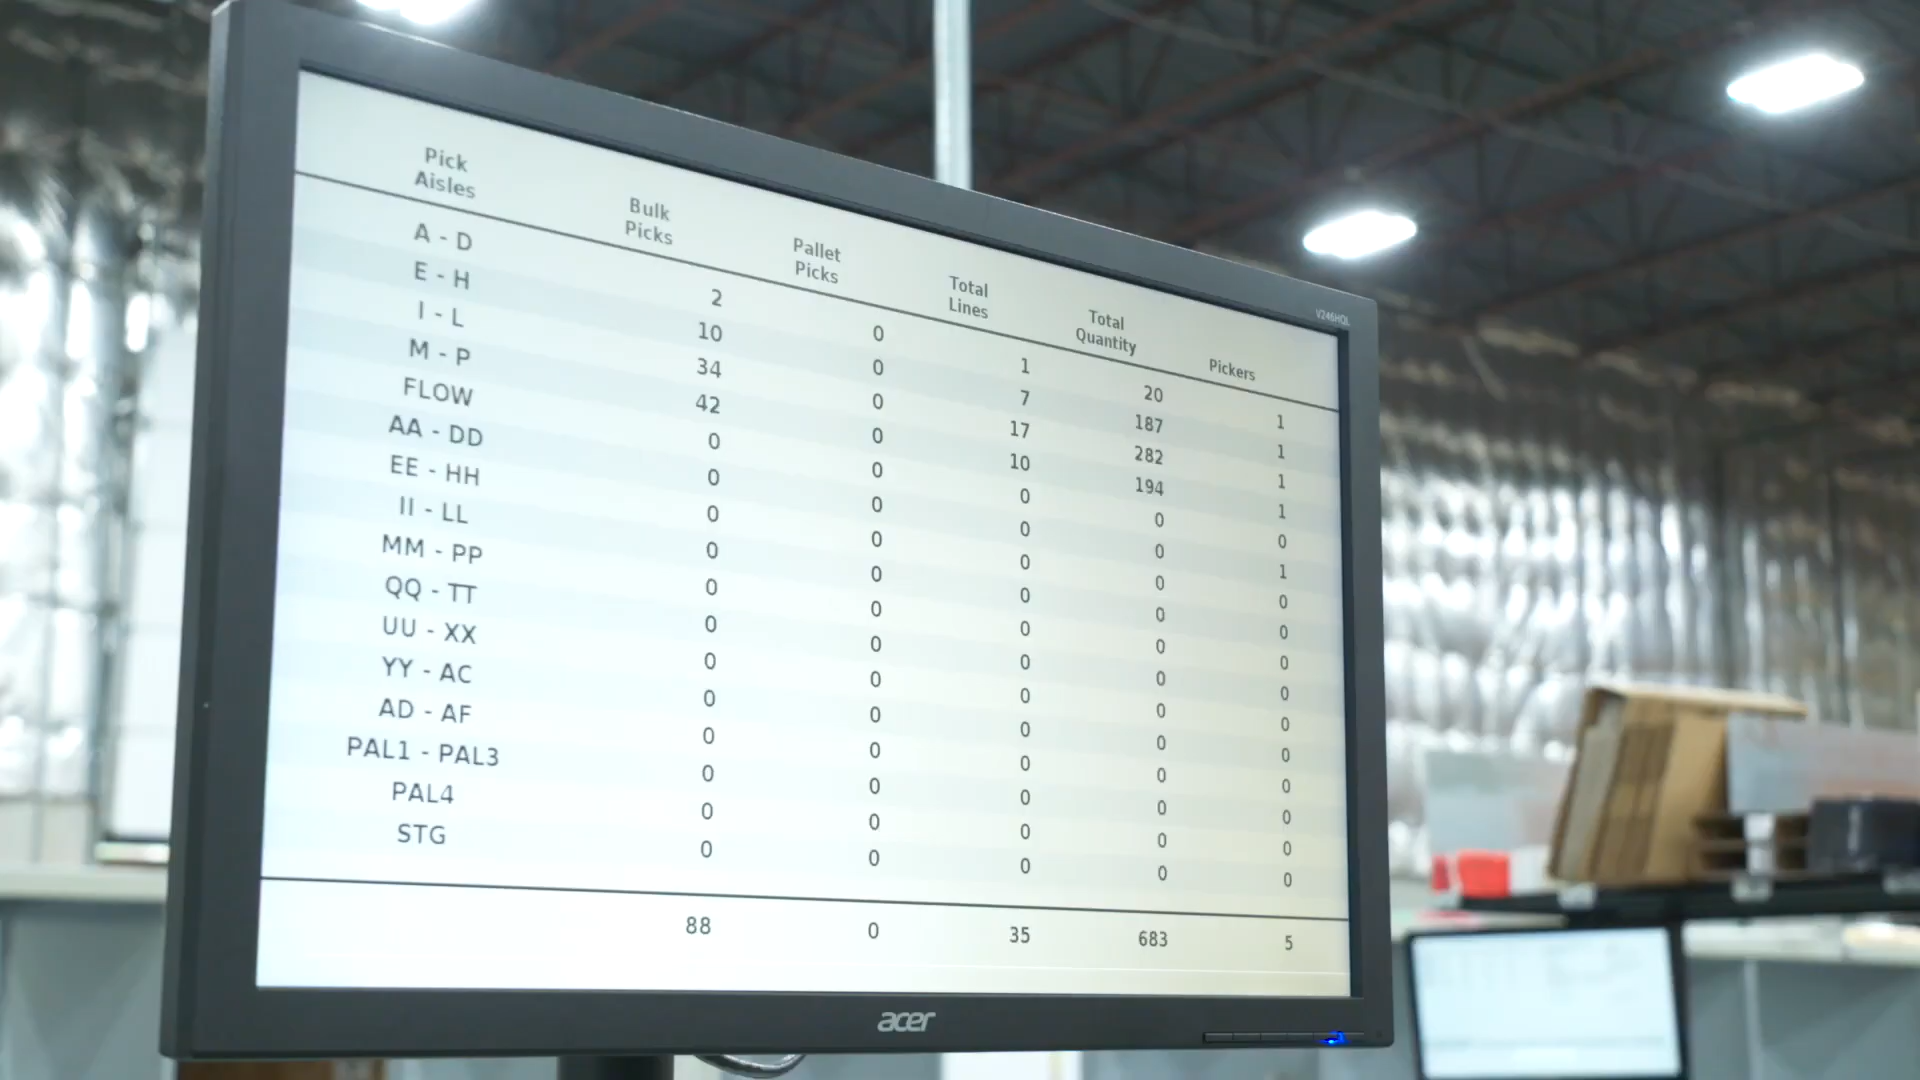 Pick Aisles Bulk Picks Pallet Picks Total Lines Total Quantity Pickers
A - D 2 0 1 20 1
E - H 10 0 7 187 1
I - L 34 0 17 282 1
M - P 42 0 10 194 1
FLOW 0 0 0 0 0
AA - DD 0 0 0 0 1
EE - HH 0 0 0 0 0
II - LL 0 0 0 0 0
MM - PP 0 0 0 0 0
QQ - TT 0 0 0 0 0
UU - XX 0 0 0 0 0
YY - AC 0 0 0 0 0
AD - AF 0 0 0 0 0
PAL1 - PAL3 0 0 0 0 0
PAL4 0 0 0 0 0
STG 0 0 0 0 0
88 0 35 683 5
V246HQL
acer